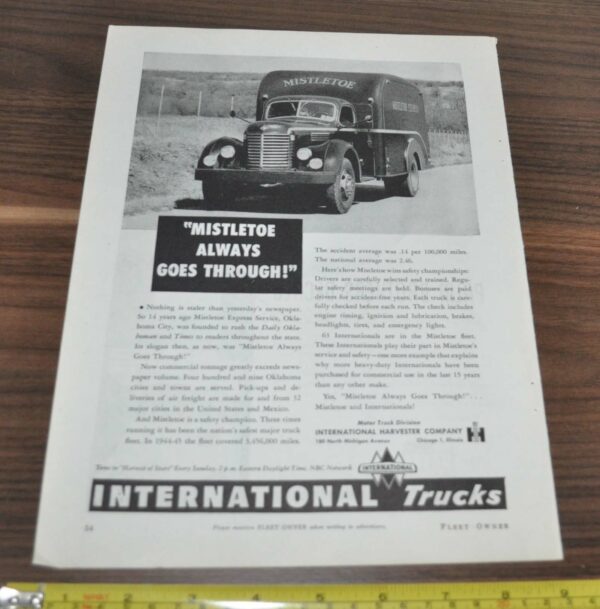 MISTLETOE
MISTLETOE EXPRESS
"MISTLETOE
ALWAYS
GOES THROUGH!"
• Nothing is staler than yesterday's newspaper.
So 14 years ago Mistletoe Express Service, Okla-
homa City, was founded to rush the Daily Okla-
homan and Times to readers throughout the state.
Its slogan then, as now, was "Mistletoe Always
Goes Through!"
Now commercial tonnage greatly exceeds news-
paper volume. Four hundred and nine Oklahoma
cities and towns are served. Pick-ups and de-
liveries of air freight are made for and from 32
major cities in the United States and Mexico.
And Mistletoe is a safety champion. Three times
running it has been the nation's safest major truck
fleet. In 1944-45 the fleet covered 3,456,000 miles.
The accident average was .14 per 100,000 miles.
The national average was 2.46.
Here's how Mistletoe wins safety championships:
Drivers are carefully selected and trained. Regu-
lar safety meetings are held. Bonuses are paid
drivers for accident-free years. Each truck is care-
fully checked before each run. The check includes
engine timing, ignition and lubrication, brakes,
headlights, tires, and emergency lights.
63 Internationals are in the Mistletoe fleet.
These Internationals play their part in Mistletoe's
service and safety—one more example that explains
why more heavy-duty Internationals have been
purchased for commercial use in the last 15 years
than any other make.
Yes, "Mistletoe Always Goes Through!"...
Mistletoe and Internationals!
Motor Truck Division
INTERNATIONAL HARVESTER COMPANY
180 North Michigan Avenue Chicago 1, Illinois
Tune in "Harvest of Stars" Every Sunday, 2 p.m. Eastern Daylight Time, NBC Network
INTERNATIONAL
INTERNATIONAL Trucks
54 Please mention FLEET OWNER when writing to advertisers. FLEET OWNER
1 2 3 4 5 6 7 8 9